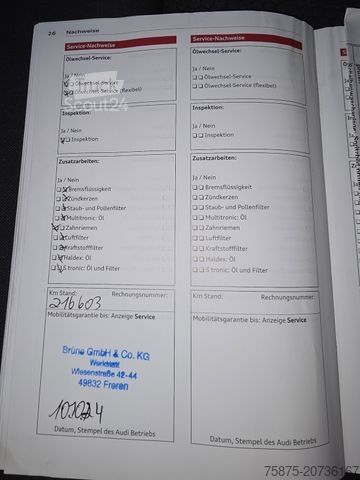 26 Nachweise
Service-Nachweise
Ölwechsel-Service:
Ja / Nein
Ölwechsel-Service
Ölwechsel-Service (flexibel)
Inspektion:
Ja / Nein
Inspektion
Zusatzarbeiten:
Ja / Nein
Bremsflüssigkeit
Zündkerzen
Staub- und Pollenfilter
Multitronic: Öl
Zahnriemen
Luftfilter
Kraftstofffilter
Haldex: Öl
S tronic: Öl und Filter
Km Stand: Rechnungsnummer:
216603
Mobilitätsgarantie bis: Anzeige Service
Brüne GmbH & Co. KG
Werkstatt
Wiesenstraße 42-44
49832 Freren
Datum, Stempel des Audi Betriebs
Service-Nachweise
Ölwechsel-Service:
Ja / Nein
Ölwechsel-Service
Ölwechsel-Service (flexibel)
Inspektion:
Ja / Nein
Inspektion
Zusatzarbeiten:
Ja / Nein
Bremsflüssigkeit
Zündkerzen
Staub- und Pollenfilter
Multitronic: Öl
Zahnriemen
Luftfilter
Kraftstofffilter
Haldex: Öl
S tronic: Öl und Filter
Km Stand: Rechnungsnummer:
Mobilitätsgarantie bis: Anzeige Service
Datum, Stempel des Audi Betriebs
Scout24
75875-20736167